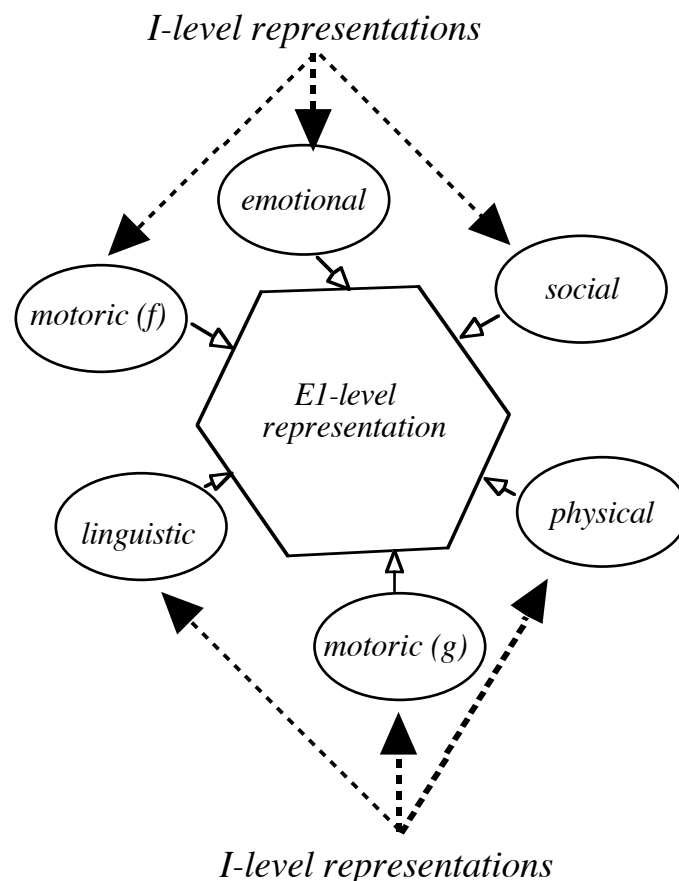 I-level representations
emotional
social
motoric (f)
E1-level
representation
physical
linguistic
motoric (g)
I-level representations